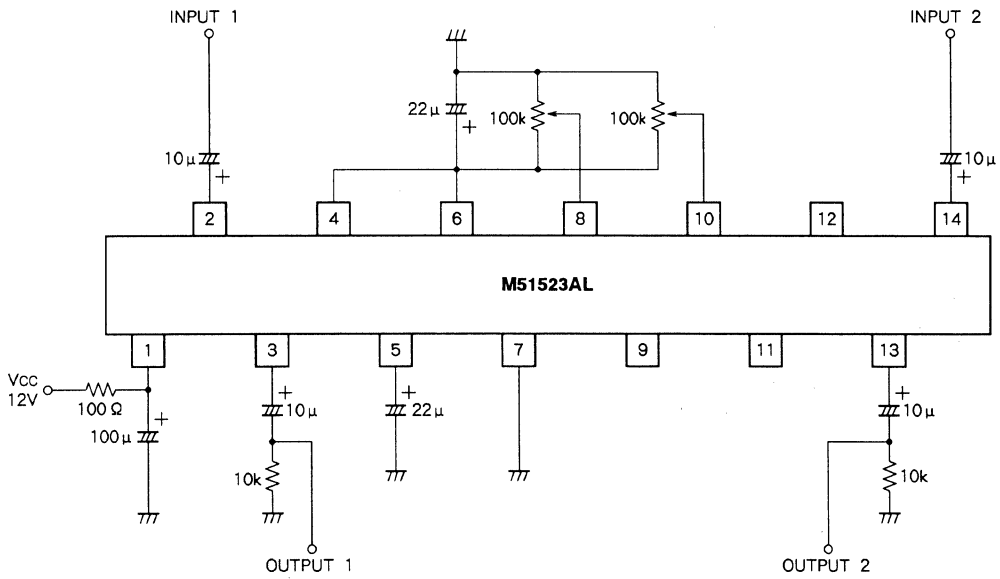 INPUT 1
INPUT 2
22μ
+
100k
100k
10μ
+
10μ
+
2
4
6
8
10
12
14
M51523AL
1
3
5
7
9
11
13
Vcc
12V
100Ω
+
100μ
+
10μ
+
22μ
+
10μ
10k
10k
OUTPUT 1
OUTPUT 2